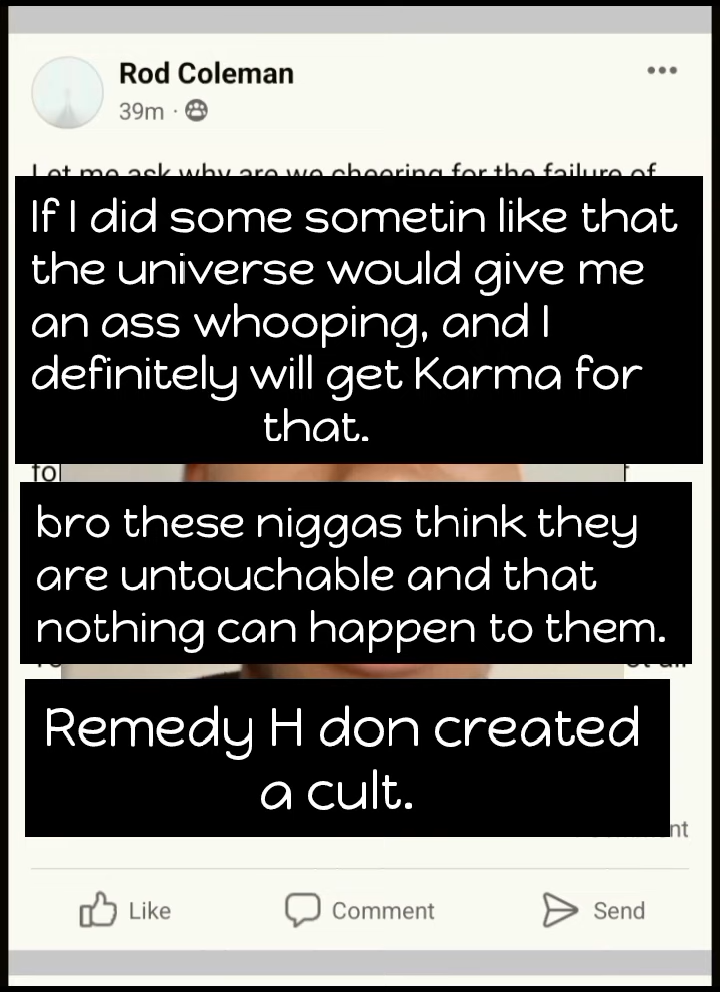 Rod Coleman
39m
Let me ask why are we cheering for the failure of
If I did some sometin like that
the universe would give me
an ass whooping, and I
definitely will get Karma for
that.
bro these niggas think they
are untouchable and that
nothing can happen to them.
Remedy H don created
a cult.
Like Comment Send